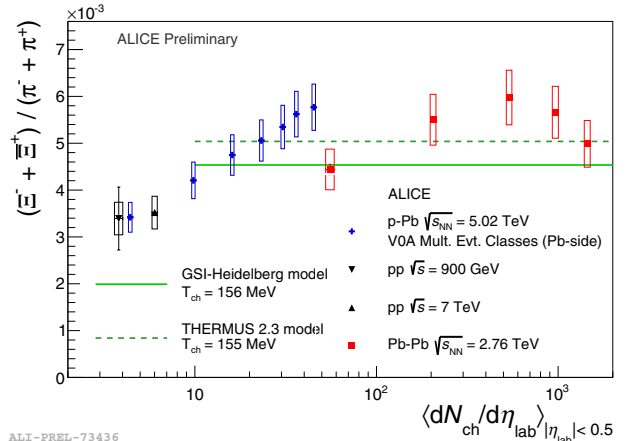 ×10⁻³
ALICE Preliminary
(Ξ⁻ + Ξ̅⁺) / (π⁻ + π⁺)
7
6
5
4
3
2
1
0
ALICE
p-Pb √sNN = 5.02 TeV
V0A Mult. Evt. Classes (Pb-side)
pp √s = 900 GeV
pp √s = 7 TeV
Pb-Pb √sNN = 2.76 TeV
GSI-Heidelberg model
Tch = 156 MeV
THERMUS 2.3 model
Tch = 155 MeV
10 10² 10³
⟨dNch/dηlab⟩|ηlab|< 0.5
ALI-PREL-73436